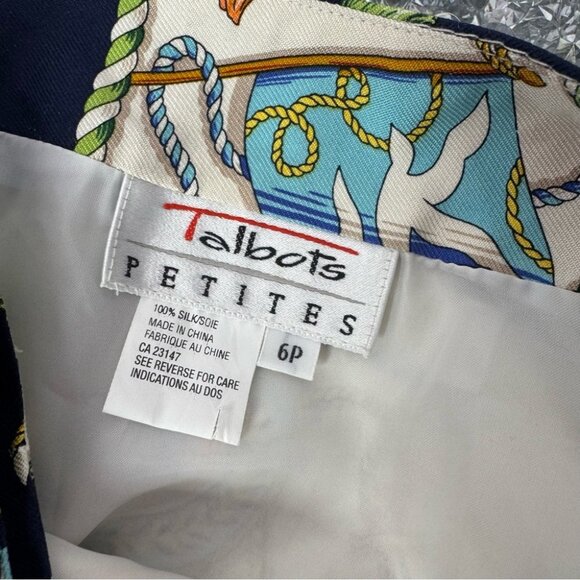 Talbots
PETITES
100% SILK/SOIE
MADE IN CHINA
FABRIQUE AU CHINE
CA 23147
SEE REVERSE FOR CARE
INDICATIONS AU DOS
6P